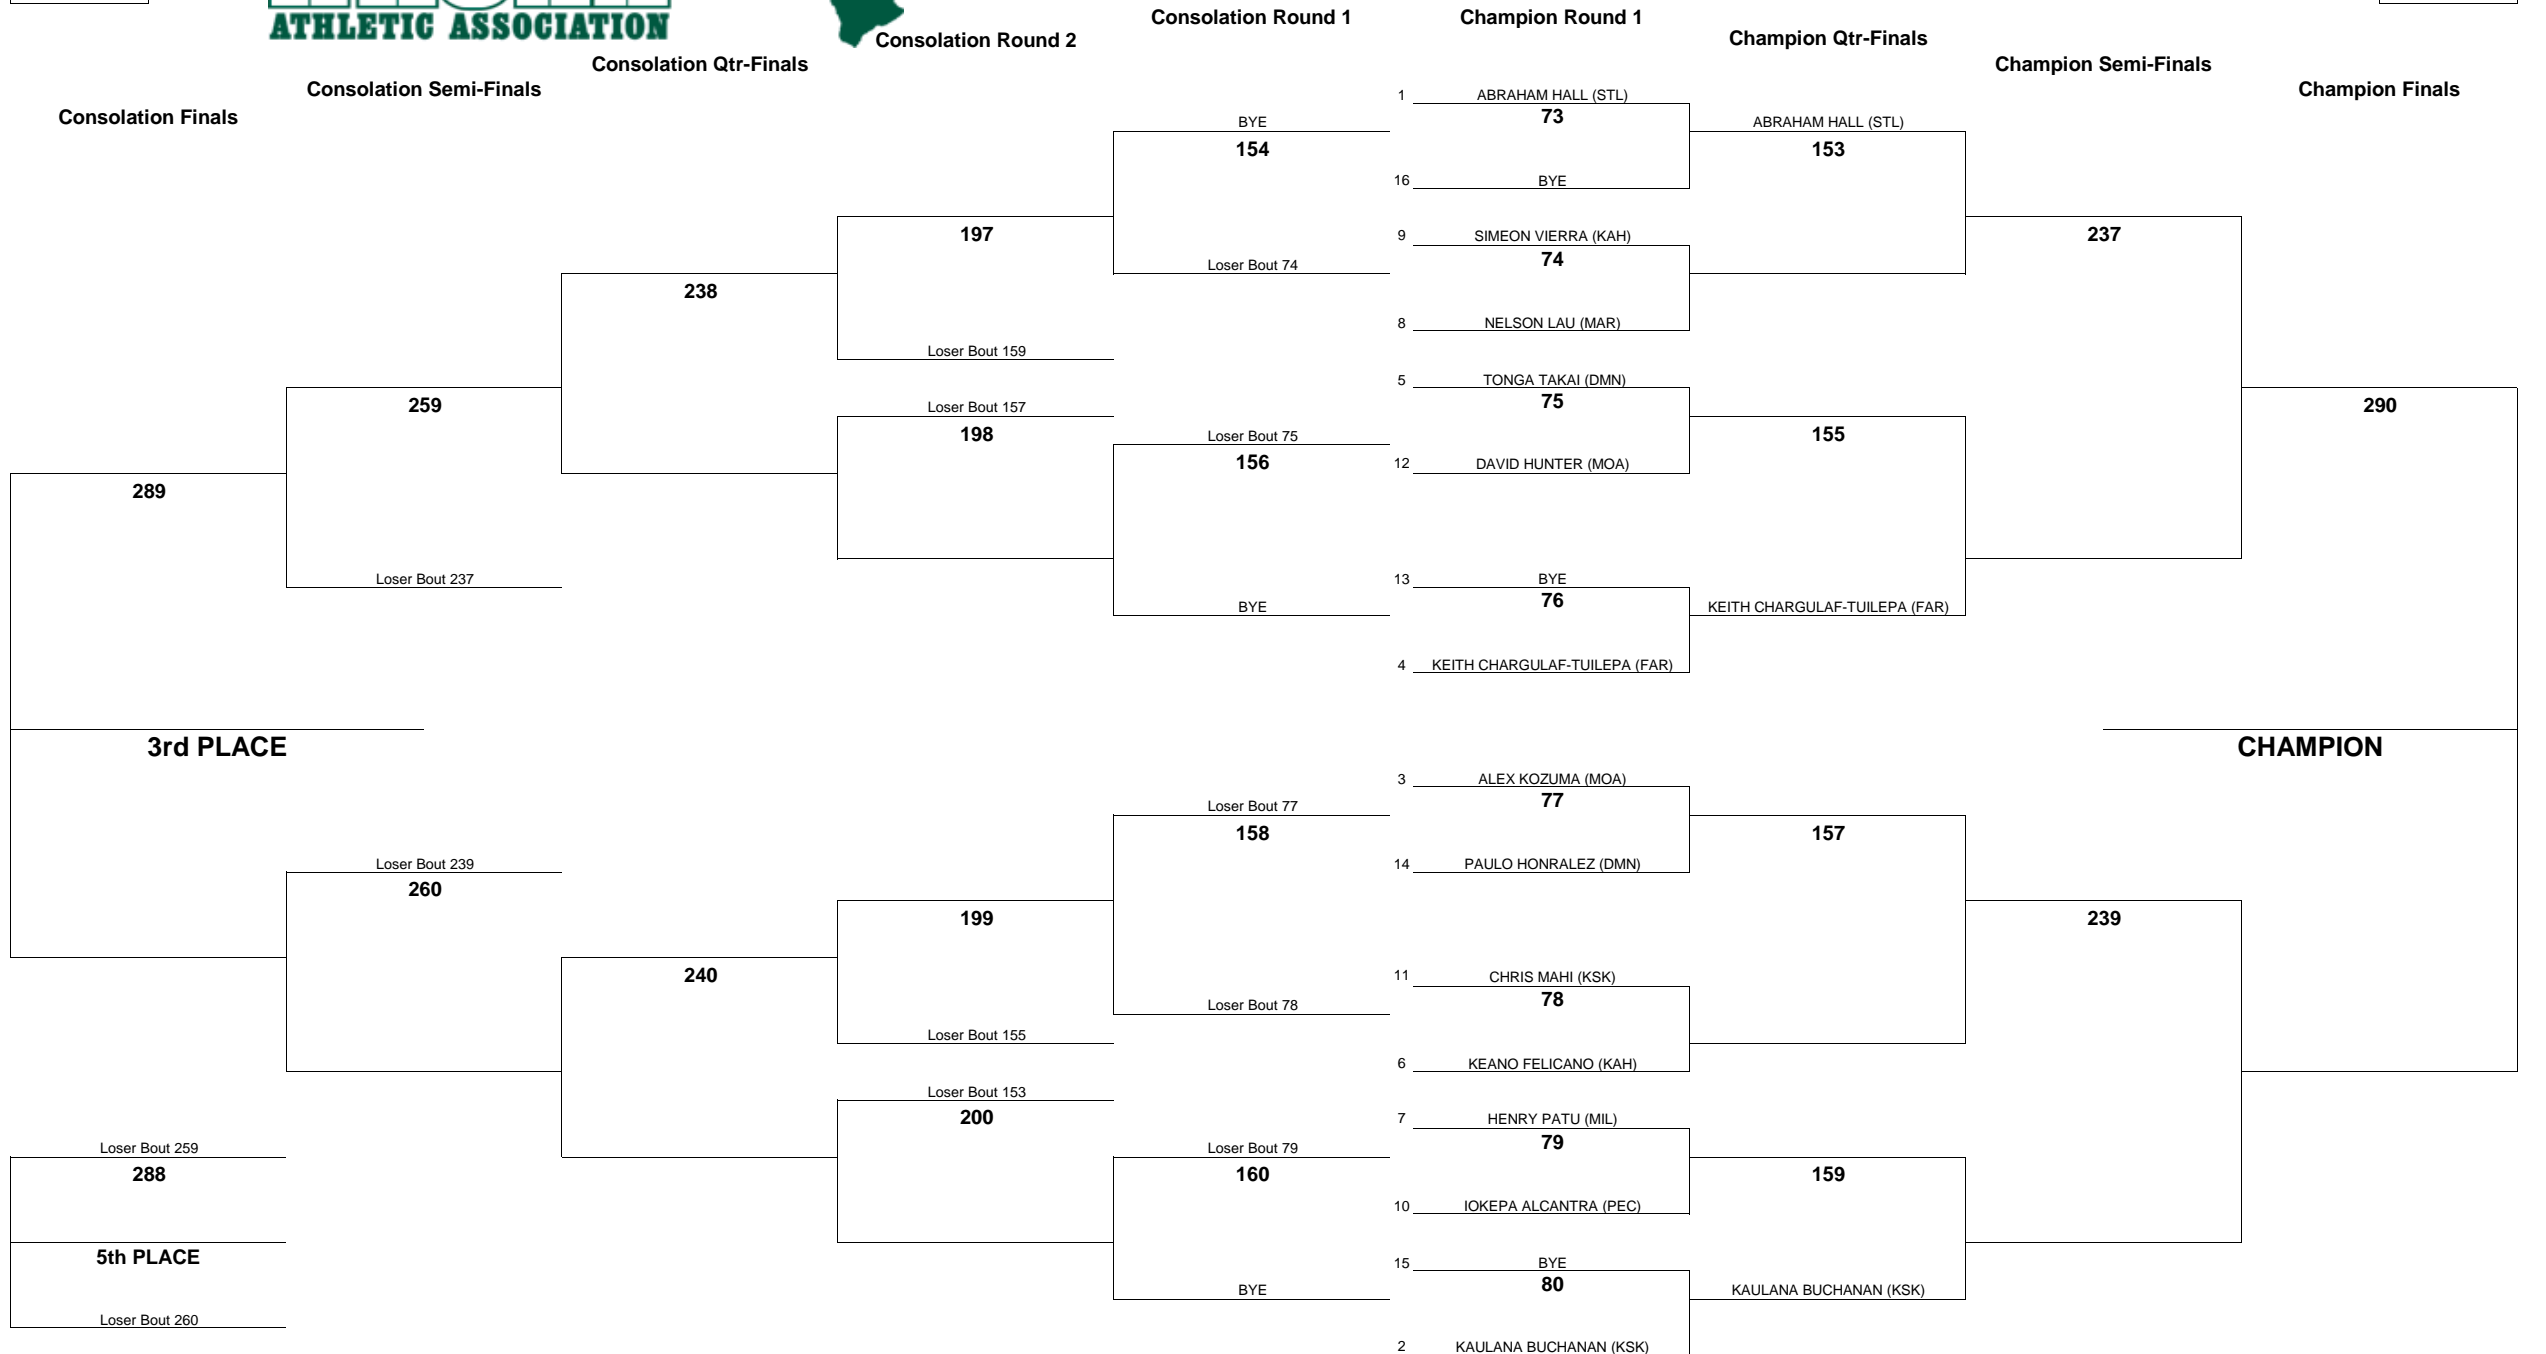 ATHLETIC ASSOCIATION
Consolation Round 1
Champion Round 1
Consolation Round 2
Champion Qtr-Finals
Consolation Qtr-Finals
Champion Semi-Finals
Consolation Semi-Finals
Champion Finals
Consolation Finals
1 ABRAHAM HALL (STL)
73
BYE
ABRAHAM HALL (STL)
154
153
16 BYE
197
9 SIMEON VIERRA (KAH)
237
74
Loser Bout 74
238
8 NELSON LAU (MAR)
Loser Bout 159
5 TONGA TAKAI (DMN)
259
Loser Bout 157
75
290
198
Loser Bout 75
155
156
12 DAVID HUNTER (MOA)
289
Loser Bout 237
13 BYE
76
BYE
KEITH CHARGULAF-TUILEPA (FAR)
4 KEITH CHARGULAF-TUILEPA (FAR)
3rd PLACE
CHAMPION
3 ALEX KOZUMA (MOA)
77
Loser Bout 77
158
157
Loser Bout 239
14 PAULO HONRALEZ (DMN)
260
199
239
240
11 CHRIS MAHI (KSK)
78
Loser Bout 78
Loser Bout 155
6 KEANO FELICANO (KAH)
Loser Bout 153
200
7 HENRY PATU (MIL)
79
Loser Bout 259
Loser Bout 79
288
160
159
10 IOKEPA ALCANTRA (PEC)
5th PLACE
15 BYE
80
BYE
KAULANA BUCHANAN (KSK)
Loser Bout 260
2 KAULANA BUCHANAN (KSK)